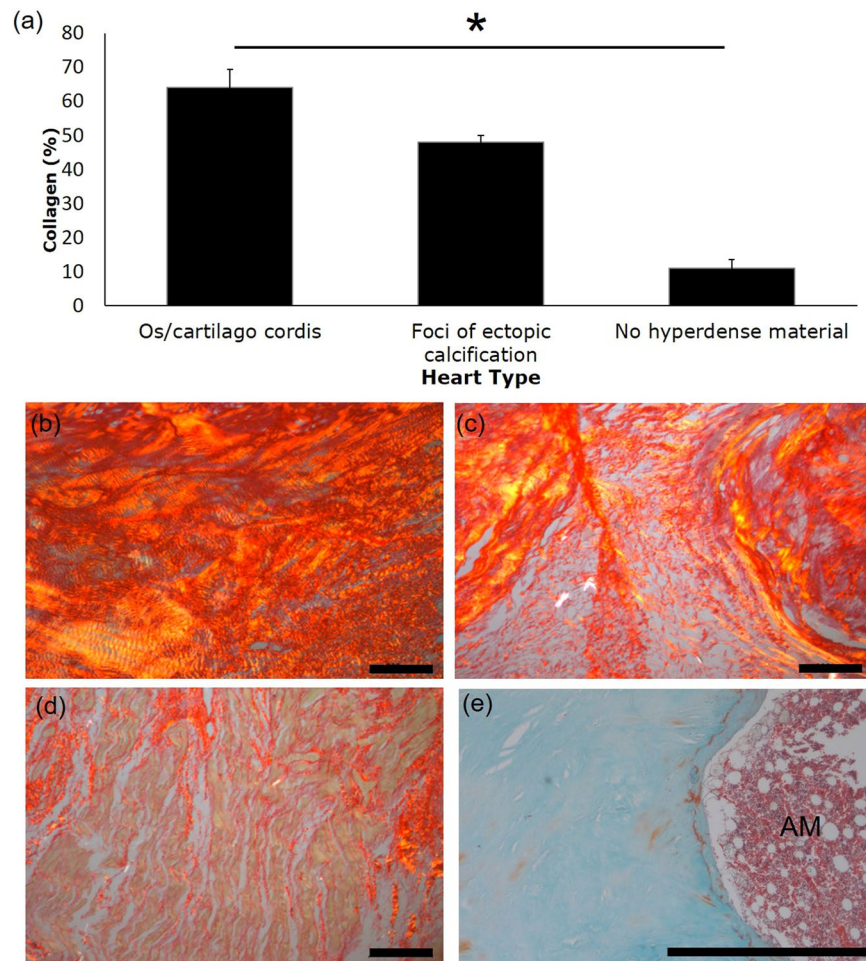 (a)
80
70
60
50
40
30
20
10
0
Collagen (%)
*
Os/cartilago cordis
Foci of ectopic
calcification
No hyperdense material
Heart Type
(b)
(c)
(d)
(e)
AM